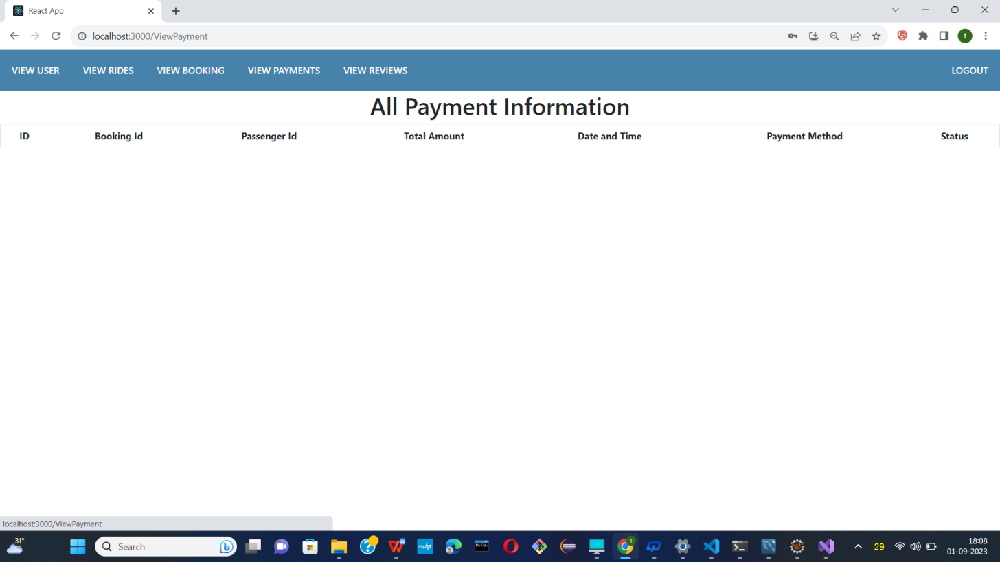 React App
localhost:3000/ViewPayment
t
VIEW USER VIEW RIDES VIEW BOOKING VIEW PAYMENTS VIEW REVIEWS LOGOUT
All Payment Information
ID Booking Id Passenger Id Total Amount Date and Time Payment Method Status
localhost:3000/ViewPayment
31°
Search
myhp
MySQL
t
29
18:08
01-09-2023